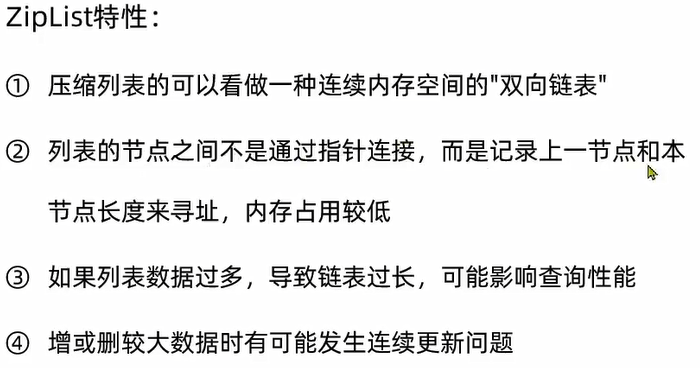 ZipList特性：
① 压缩列表的可以看做一种连续内存空间的"双向链表"
② 列表的节点之间不是通过指针连接，而是记录上一节点和本
节点长度来寻址，内存占用较低
③ 如果列表数据过多，导致链表过长，可能影响查询性能
④ 增或删较大数据时有可能发生连续更新问题